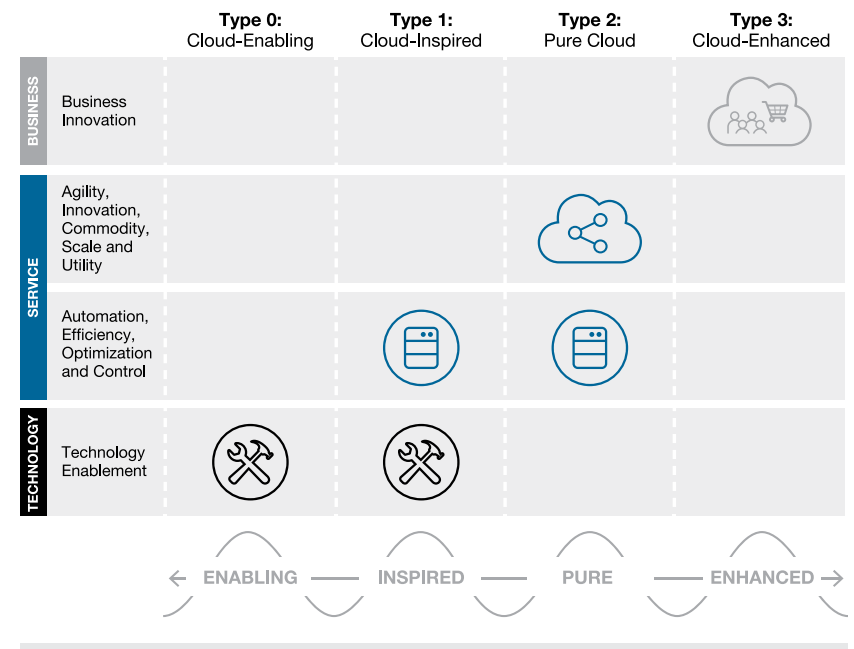 Type 0:
Cloud-Enabling
Type 1:
Cloud-Inspired
Type 2:
Pure Cloud
Type 3:
Cloud-Enhanced
BUSINESS
Business
Innovation
SERVICE
Agility,
Innovation,
Commodity,
Scale and
Utility
Automation,
Efficiency,
Optimization
and Control
TECHNOLOGY
Technology
Enablement
ENABLING
INSPIRED
PURE
ENHANCED